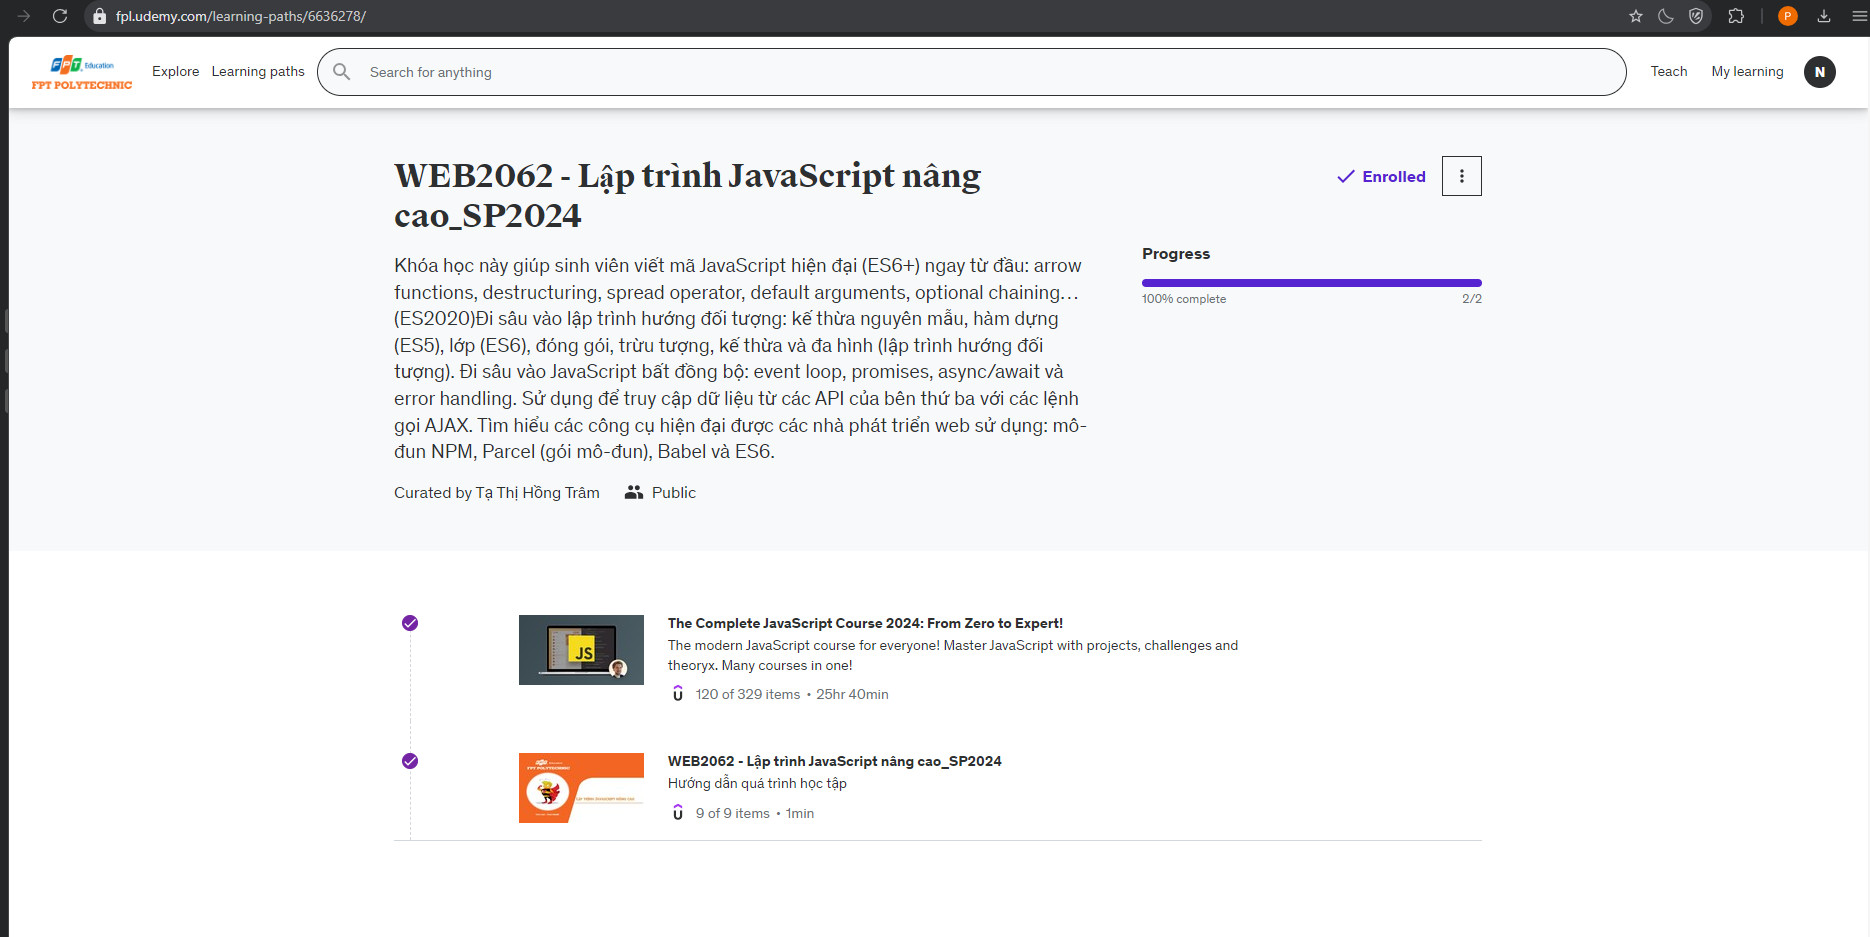 fpl.udemy.com/learning-paths/6636278/
P
FPT Education
FPT POLYTECHNIC
Explore
Learning paths
Search for anything
Teach
My learning
N
WEB2062 - Lập trình JavaScript nâng
cao_SP2024
Enrolled
Khóa học này giúp sinh viên viết mã JavaScript hiện đại (ES6+) ngay từ đầu: arrow
functions, destructuring, spread operator, default arguments, optional chaining…
(ES2020)Đi sâu vào lập trình hướng đối tượng: kế thừa nguyên mẫu, hàm dựng
(ES5), lớp (ES6), đóng gói, trừu tượng, kế thừa và đa hình (lập trình hướng đối
tượng). Đi sâu vào JavaScript bất đồng bộ: event loop, promises, async/await và
error handling. Sử dụng để truy cập dữ liệu từ các API của bên thứ ba với các lệnh
gọi AJAX. Tìm hiểu các công cụ hiện đại được các nhà phát triển web sử dụng: mô-
đun NPM, Parcel (gói mô-đun), Babel và ES6.
Progress
100% complete
2/2
Curated by Tạ Thị Hồng Trâm
Public
JS
The Complete JavaScript Course 2024: From Zero to Expert!
The modern JavaScript course for everyone! Master JavaScript with projects, challenges and
theoryx. Many courses in one!
120 of 329 items • 25hr 40min
FPT POLYTECHNIC
LẬP TRÌNH JAVASCRIPT NÂNG CAO
WEB2062 - Lập trình JavaScript nâng cao_SP2024
Hướng dẫn quá trình học tập
9 of 9 items • 1min